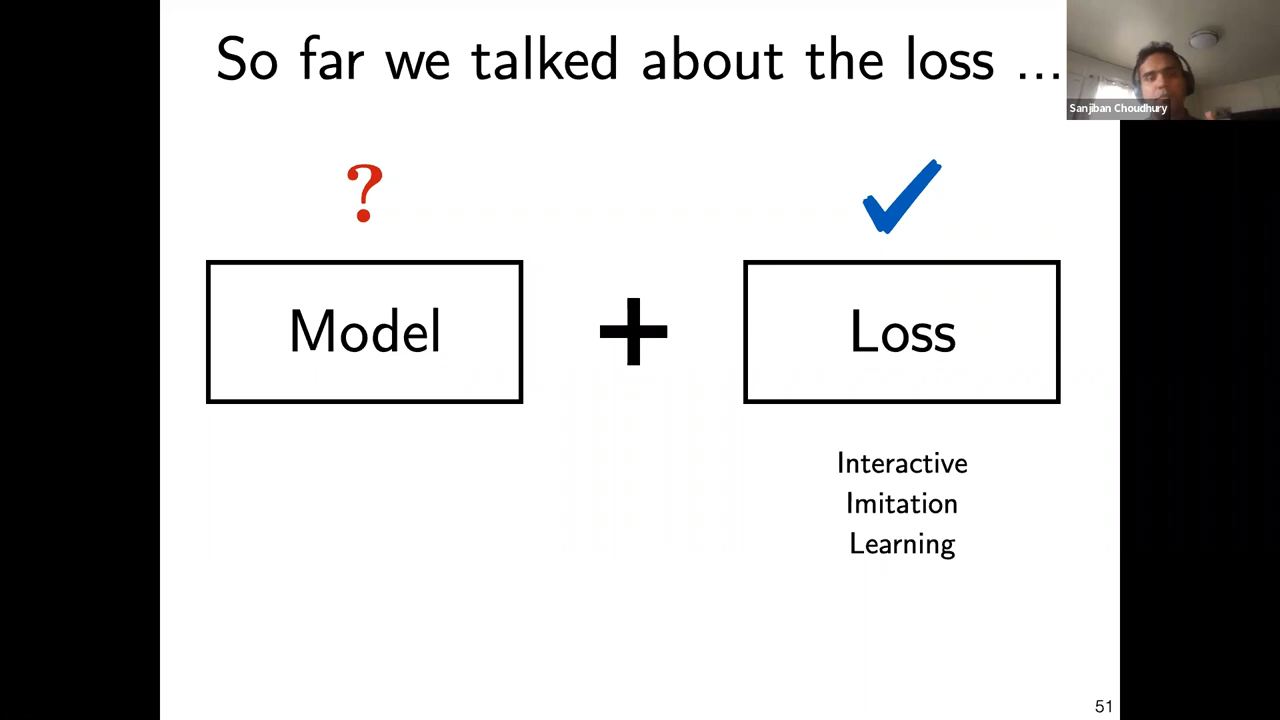 So far we talked about the loss ...
Sanjiban Choudhury
?
Model
+
Loss
Interactive
Imitation
Learning
51